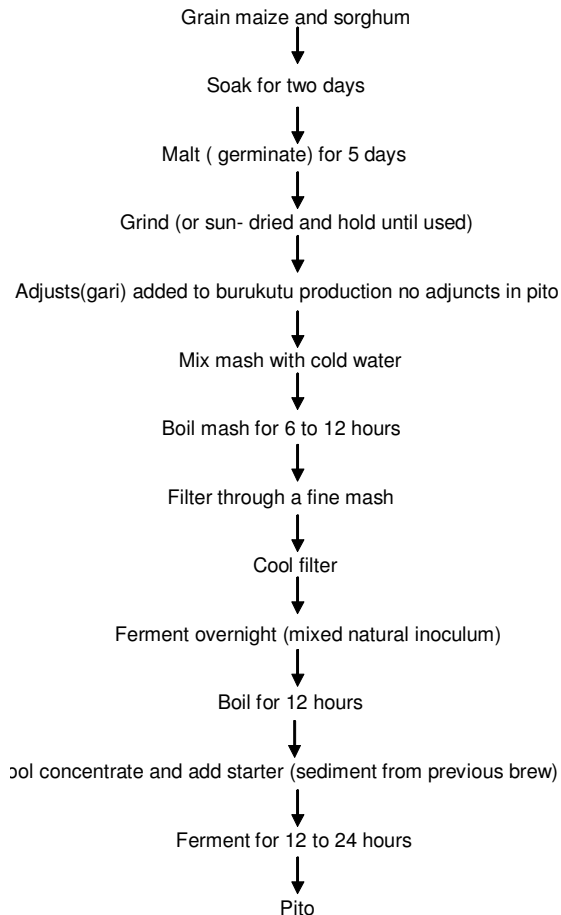 Grain maize and sorghum
Soak for two days
Malt ( germinate) for 5 days
Grind (or sun- dried and hold until used)
Adjusts(gari) added to burukutu production no adjuncts in pito
Mix mash with cold water
Boil mash for 6 to 12 hours
Filter through a fine mash
Cool filter
Ferment overnight (mixed natural inoculum)
Boil for 12 hours
ool concentrate and add starter (sediment from previous brew)
Ferment for 12 to 24 hours
Pito